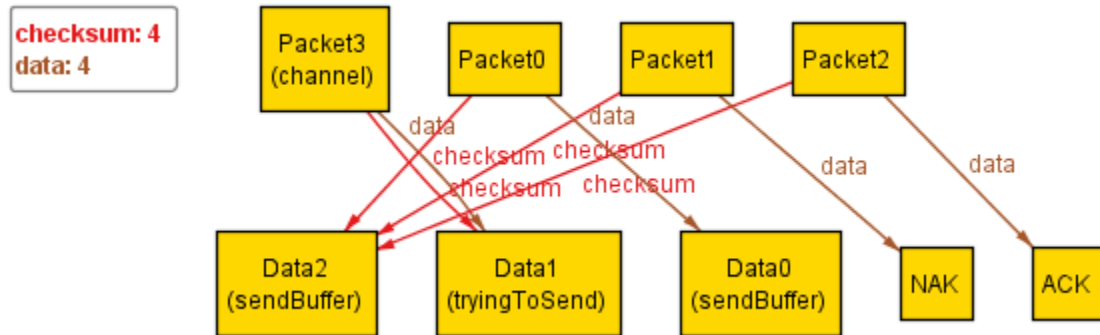 checksum: 4
data: 4
Packet3
(channel)
Packet0
Packet1
Packet2
data
data
checksum
checksum
data
data
checksum
checksum
Data2
(sendBuffer)
Data1
(tryingToSend)
Data0
(sendBuffer)
NAK
ACK